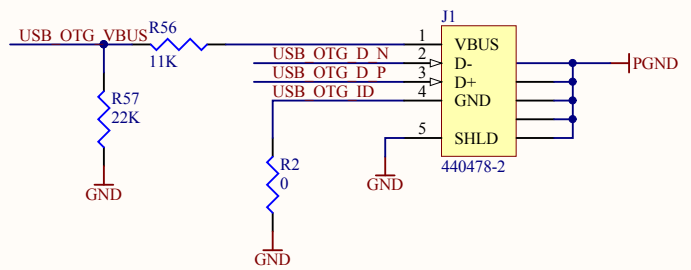 J1
R56
USB_OTG_VBUS
11K
1
VBUS
USB_OTG_D_N
2
D-
PGND
USB_OTG_D_P
3
D+
USB_OTG_ID
4
GND
R57
22K
5
SHLD
440478-2
R2
0
GND
GND
GND